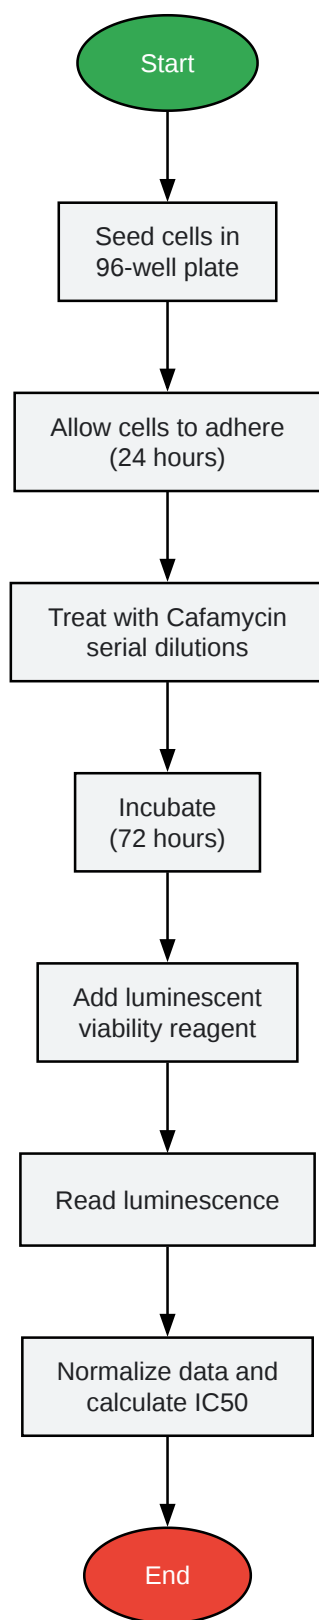 Start
Seed cells in
96-well plate
Allow cells to adhere
(24 hours)
Treat with Cafamycin
serial dilutions
Incubate
(72 hours)
Add luminescent
viability reagent
Read luminescence
Normalize data and
calculate IC50
End